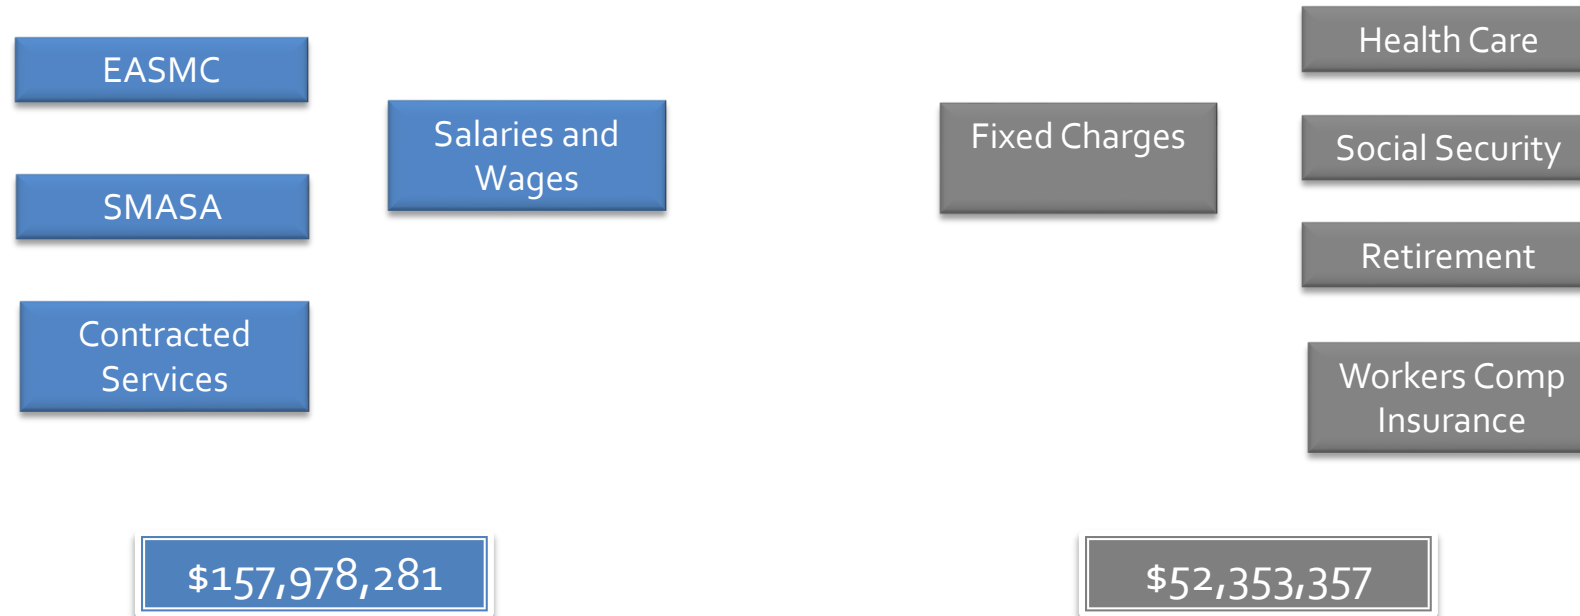 EASMC
SMASA
Contracted
Services
Salaries and
Wages
$157,978,281
Fixed Charges
Health Care
Social Security
Retirement
Workers Comp
Insurance
$52,353,357